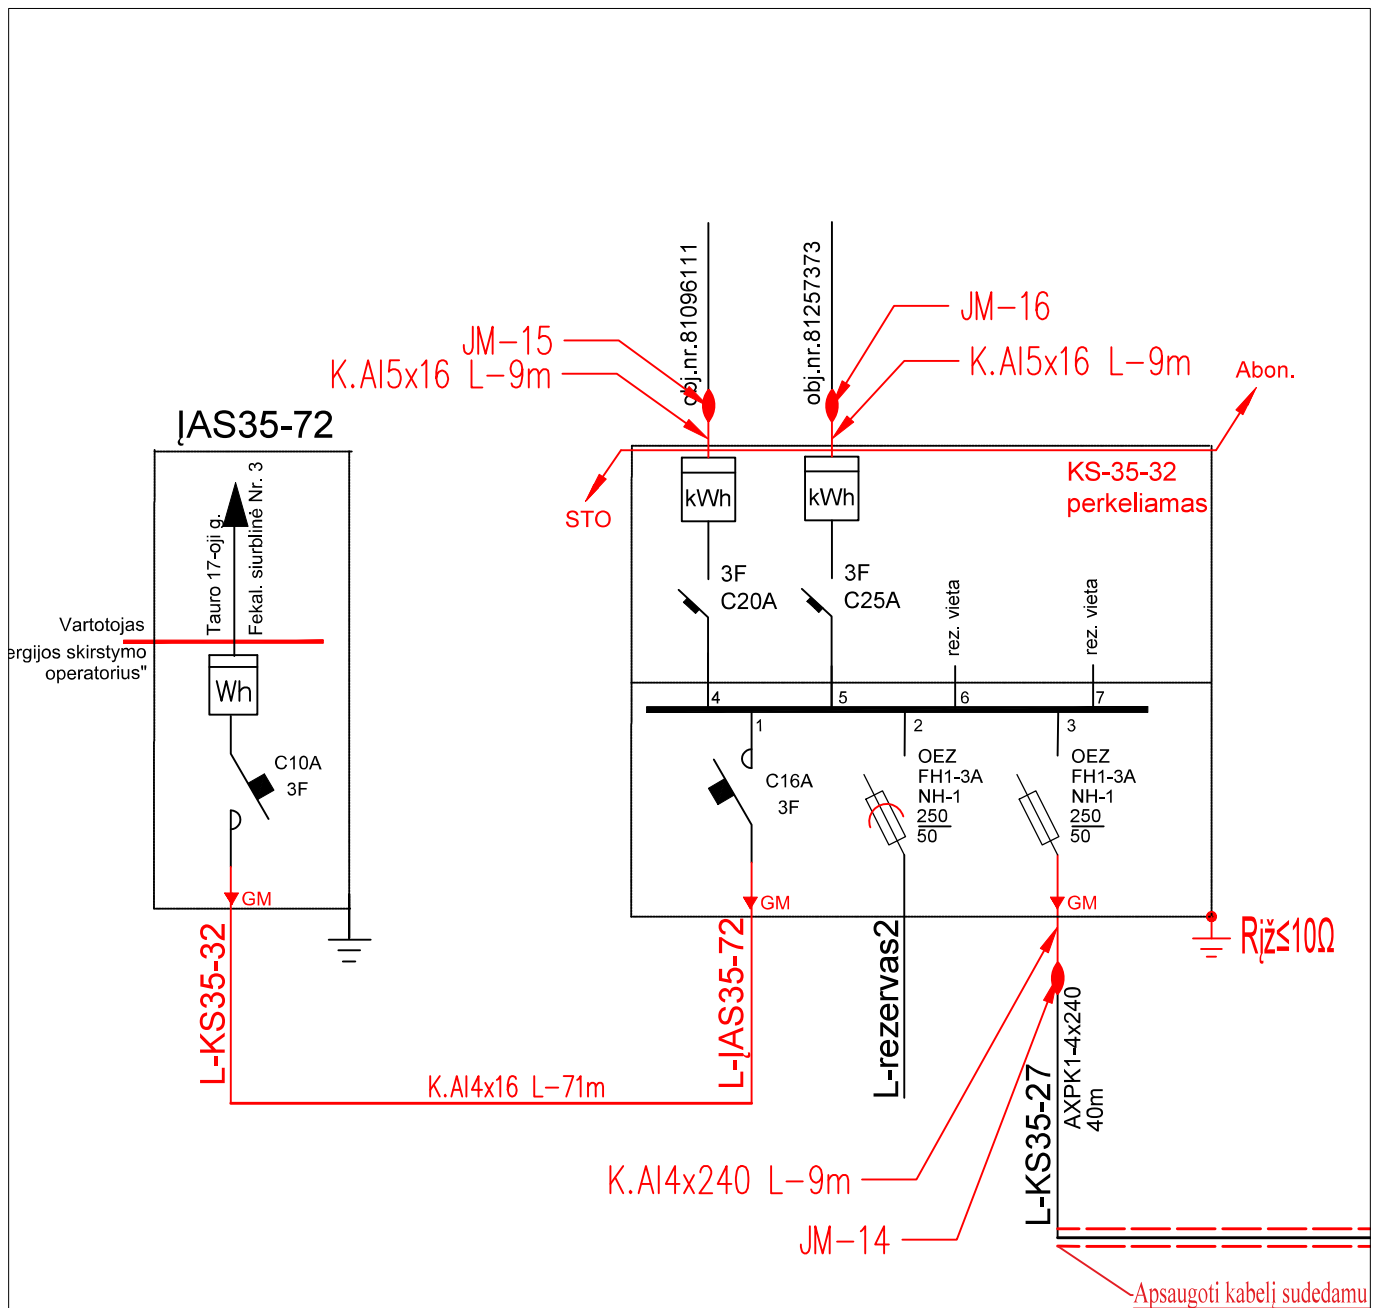 obj.nr.81096111
obj.nr.81257373
JM-16
JM-15
K.Al5x16 L-9m
K.Al5x16 L-9m
Abon.
ĮAS35-72
KS-35-32
perkeliamas
STO
kWh
kWh
Tauro 17-oji g.
Fekal. siurblinė Nr. 3
Vartotojas
ergijos skirstymo
operatorius"
Wh
3F
C20A
3F
C25A
rez. vieta
rez. vieta
4
5
6
7
1
2
3
C10A
3F
C16A
3F
OEZ
FH1-3A
NH-1
250
50
OEZ
FH1-3A
NH-1
250
50
GM
GM
GM
Rįž≤10Ω
L-KS35-32
L-ĮAS35-72
L-rezervas2
L-KS35-27
AXPK1-4x240
40m
K.Al4x16 L-71m
K.Al4x240 L-9m
JM-14
Apsaugoti kabelį sudedamu